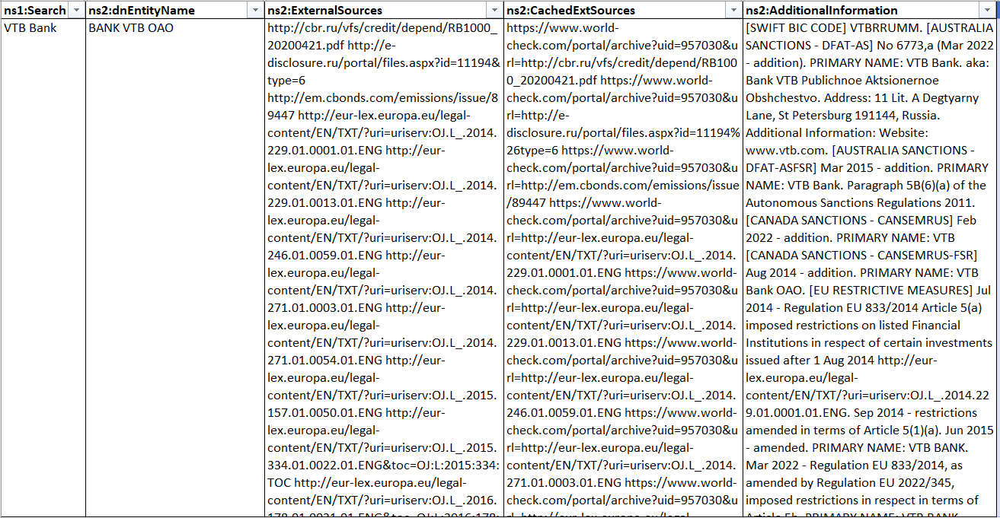 ns1:Search ns2:dnEntityName ns2:ExternalSources ns2:CachedExtSources ns2:AdditionalInformation
VTB Bank
BANK VTB OAO
http://cbr.ru/vfs/credit/depend/RB1000_
20200421.pdf http://e-
disclosure.ru/portal/files.aspx?id=11194&
type=6
http://em.cbonds.com/emissions/issue/8
9447 http://eur-lex.europa.eu/legal-
content/EN/TXT/?uri=uriserv:OJ.L_.2014.
229.01.0001.01.ENG http://eur-
lex.europa.eu/legal-
content/EN/TXT/?uri=uriserv:OJ.L_.2014.
229.01.0013.01.ENG http://eur-
lex.europa.eu/legal-
content/EN/TXT/?uri=uriserv:OJ.L_.2014.
246.01.0059.01.ENG http://eur-
lex.europa.eu/legal-
content/EN/TXT/?uri=uriserv:OJ.L_.2014.
271.01.0003.01.ENG http://eur-
lex.europa.eu/legal-
content/EN/TXT/?uri=uriserv:OJ.L_.2014.
271.01.0054.01.ENG http://eur-
lex.europa.eu/legal-
content/EN/TXT/?uri=uriserv:OJ.L_.2015.
157.01.0050.01.ENG http://eur-
lex.europa.eu/legal-
content/EN/TXT/?uri=uriserv:OJ.L_.2015.
334.01.0022.01.ENG&toc=OJ:L:2015:334:
TOC http://eur-lex.europa.eu/legal-
content/EN/TXT/?uri=uriserv:OJ.L_.2016.
https://www.world-
check.com/portal/archive?uid=957030&u
rl=http://cbr.ru/vfs/credit/depend/RB100
0_20200421.pdf https://www.world-
check.com/portal/archive?uid=957030&u
rl=http://e-
disclosure.ru/portal/files.aspx?id=11194%
26type=6 https://www.world-
check.com/portal/archive?uid=957030&u
rl=http://em.cbonds.com/emissions/issue
/89447 https://www.world-
check.com/portal/archive?uid=957030&u
rl=http://eur-lex.europa.eu/legal-
content/EN/TXT/?uri=uriserv:OJ.L_.2014.
229.01.0001.01.ENG https://www.world-
check.com/portal/archive?uid=957030&u
rl=http://eur-lex.europa.eu/legal-
content/EN/TXT/?uri=uriserv:OJ.L_.2014.
229.01.0013.01.ENG https://www.world-
check.com/portal/archive?uid=957030&u
rl=http://eur-lex.europa.eu/legal-
content/EN/TXT/?uri=uriserv:OJ.L_.2014.
246.01.0059.01.ENG https://www.world-
check.com/portal/archive?uid=957030&u
rl=http://eur-lex.europa.eu/legal-
content/EN/TXT/?uri=uriserv:OJ.L_.2014.
271.01.0003.01.ENG https://www.world-
check.com/portal/archive?uid=957030&u
[SWIFT BIC CODE] VTBRRUMM. [AUSTRALIA
SANCTIONS - DFAT-AS] No 6773,a (Mar 2022
- addition). PRIMARY NAME: VTB Bank. aka:
Bank VTB Publichnoe Aktsionernoe
Obshchestvo. Address: 11 Lit. A Degtyarny
Lane, St Petersburg 191144, Russia.
Additional Information: Website:
www.vtb.com. [AUSTRALIA SANCTIONS -
DFAT-ASFSR] Mar 2015 - addition. PRIMARY
NAME: VTB Bank. Paragraph 5B(6)(a) of the
Autonomous Sanctions Regulations 2011.
[CANADA SANCTIONS - CANSEMRUS] Feb
2022 - addition. PRIMARY NAME: VTB
[CANADA SANCTIONS - CANSEMRUS-FSR]
Aug 2014 - addition. PRIMARY NAME: VTB
Bank OAO. [EU RESTRICTIVE MEASURES] Jul
2014 - Regulation EU 833/2014 Article 5(a)
imposed restrictions on listed Financial
Institutions in respect of certain investments
issued after 1 Aug 2014 http://eur-
lex.europa.eu/legal-
content/EN/TXT/?uri=uriserv:OJ.L_.2014.22
9.01.0001.01.ENG. Sep 2014 - restrictions
amended in terms of Article 5(1)(a). Jun 2015
- amended. PRIMARY NAME: VTB BANK.
Mar 2022 - Regulation EU 833/2014, as
amended by Regulation EU 2022/345,
imposed restrictions in respect in terms of